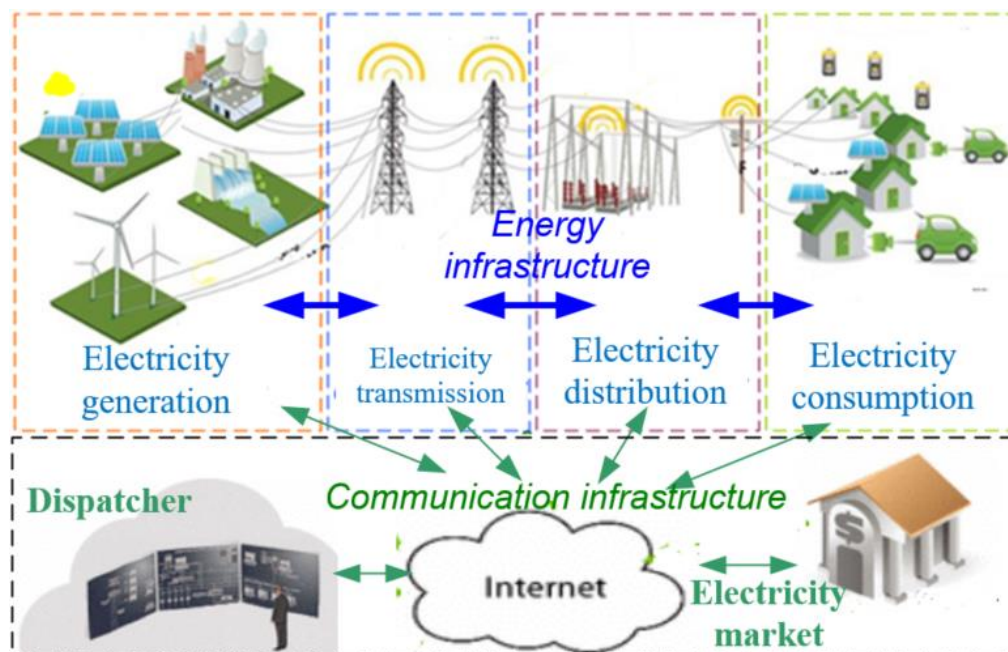 Energy
infrastructure
Electricity
generation
Electricity
transmission
Electricity
distribution
Electricity
consumption
Communication infrastructure
Dispatcher
Internet
$
Electricity
market